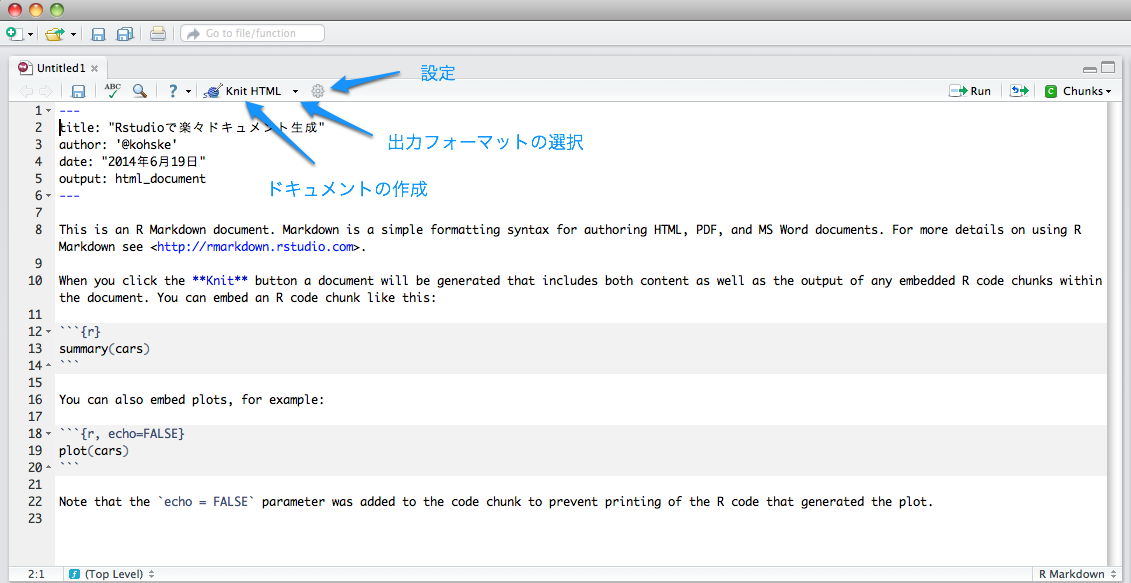 Go to file/function
Untitled1
ABC
Knit HTML
Run
Chunks
設定
出力フォーマットの選択
ドキュメントの作成
1 ---
2 title: "Rstudioで楽々ドキュメント生成"
3 author: '@kohske'
4 date: "2014年6月19日"
5 output: html_document
6 ---
7
8 This is an R Markdown document. Markdown is a simple formatting syntax for authoring HTML, PDF, and MS Word documents. For more details on using R
Markdown see <http://rmarkdown.rstudio.com>.
9
10 When you click the **Knit** button a document will be generated that includes both content as well as the output of any embedded R code chunks within
the document. You can embed an R code chunk like this:
11
12 ```{r}
13 summary(cars)
14 ```
15
16 You can also embed plots, for example:
17
18 ```{r, echo=FALSE}
19 plot(cars)
20 ```
21
22 Note that the `echo = FALSE` parameter was added to the code chunk to prevent printing of the R code that generated the plot.
23
2:1
(Top Level)
R Markdown